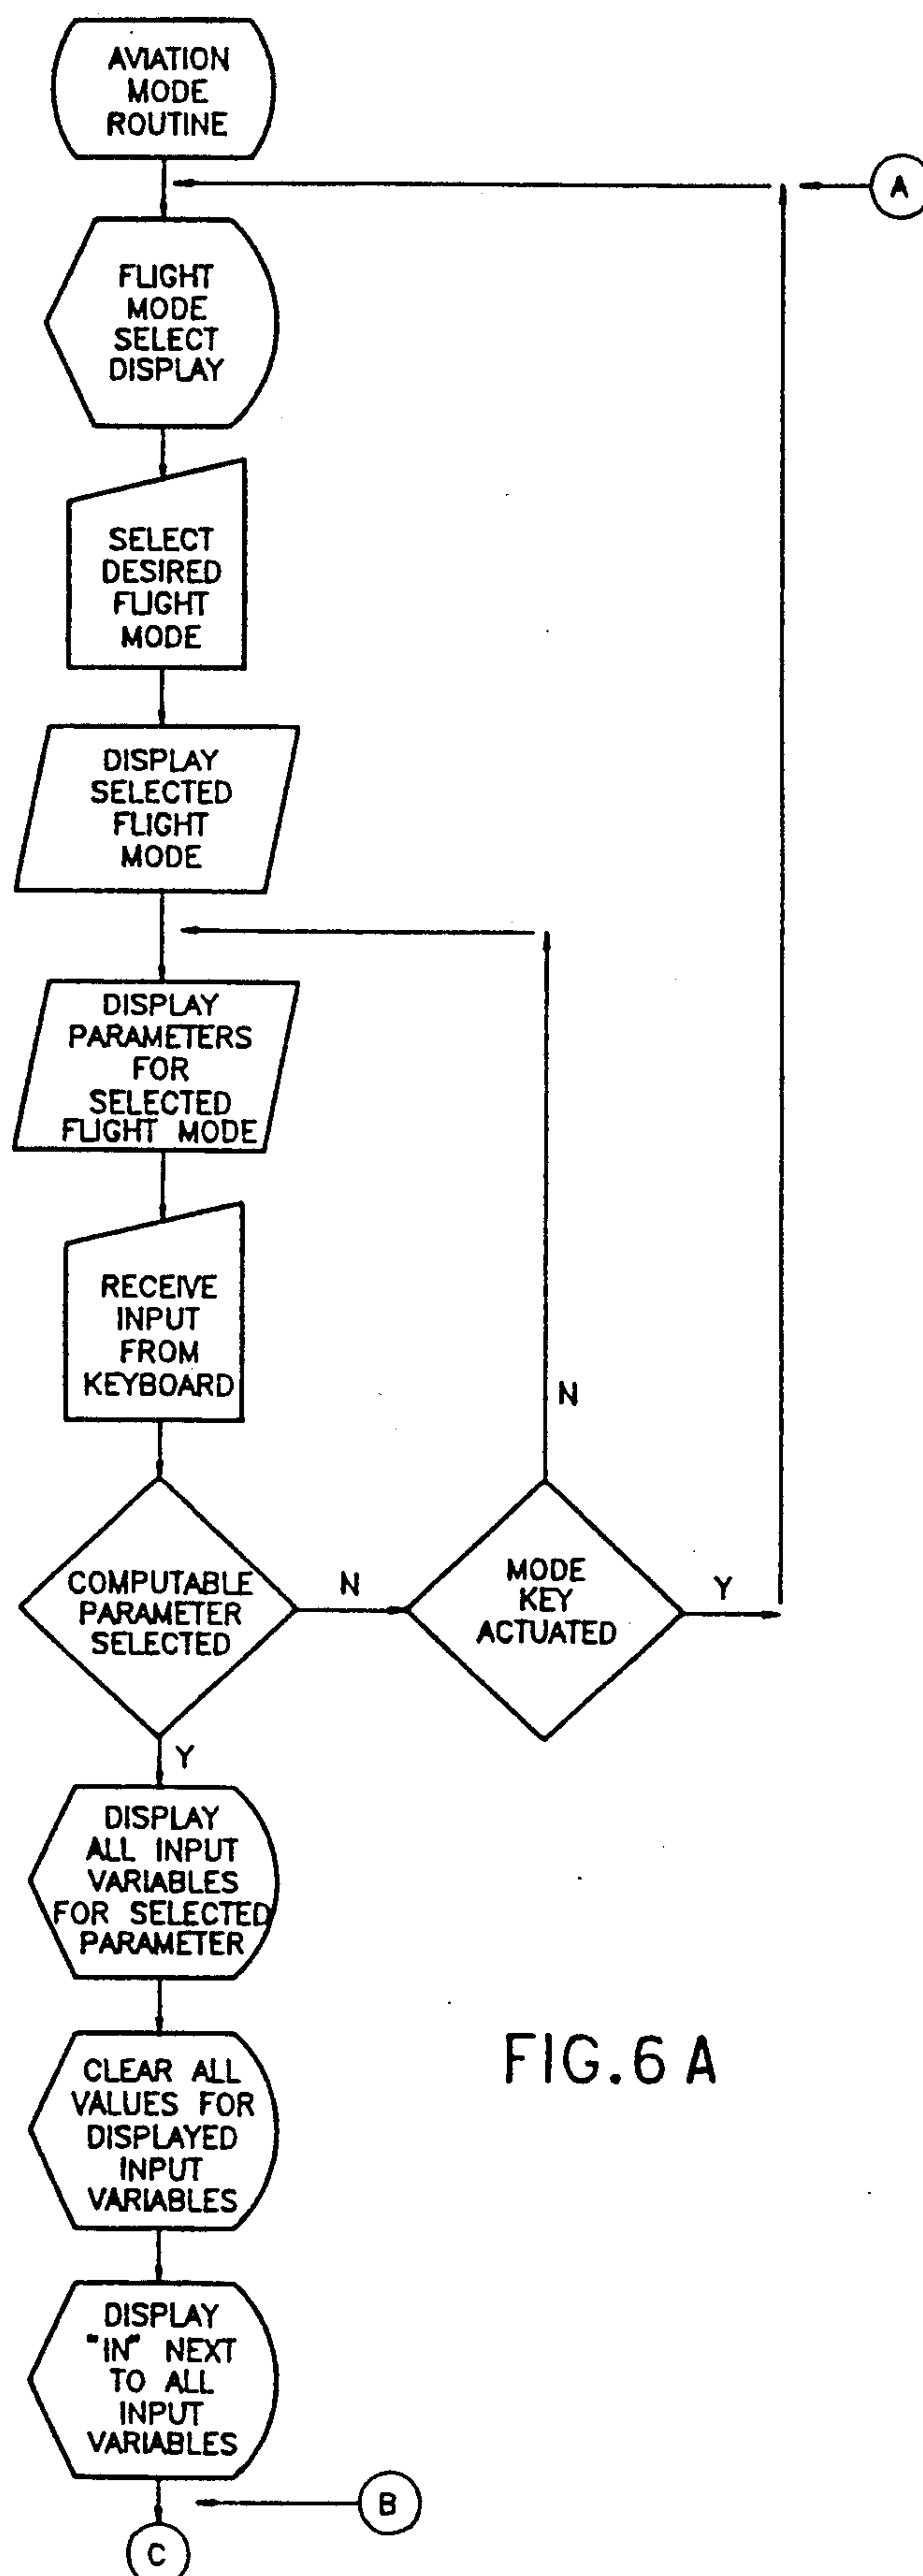 AVIATION
MODE
ROUTINE
A
FLIGHT
MODE
SELECT
DISPLAY
SELECT
DESIRED
FLIGHT
MODE
DISPLAY
SELECTED
FLIGHT
MODE
DISPLAY
PARAMETERS
FOR
SELECTED
FLIGHT MODE
RECEIVE
INPUT
FROM
KEYBOARD
N
COMPUTABLE
PARAMETER
SELECTED
N
MODE
KEY
ACTUATED
Y
Y
DISPLAY
ALL INPUT
VARIABLES
FOR SELECTED
PARAMETER
CLEAR ALL
VALUES FOR
DISPLAYED
INPUT
VARIABLES
FIG.6 A
DISPLAY
"IN" NEXT
TO ALL
INPUT
VARIABLES
B
C